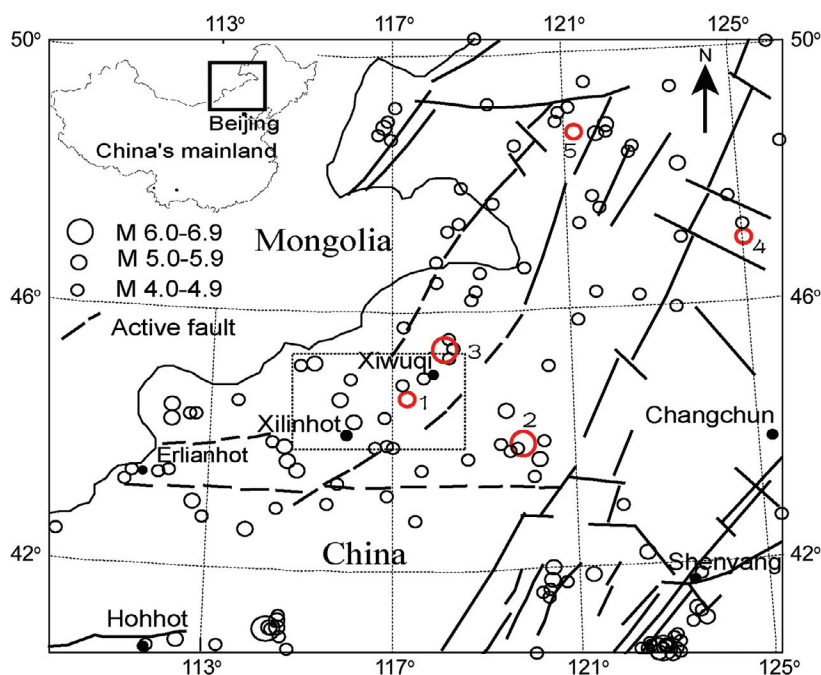 113°
117°
121°
125°
50°
50°
N
Beijing
China's mainland
5
M 6.0-6.9
M 5.0-5.9
M 4.0-4.9
Active fault
Mongolia
4
46°
46°
3
Xiwuqi
1
Xilinhot
2
Changchun
Erlianhot
42°
42°
China
Shenyang
Hohhot
113°
117°
121°
125°